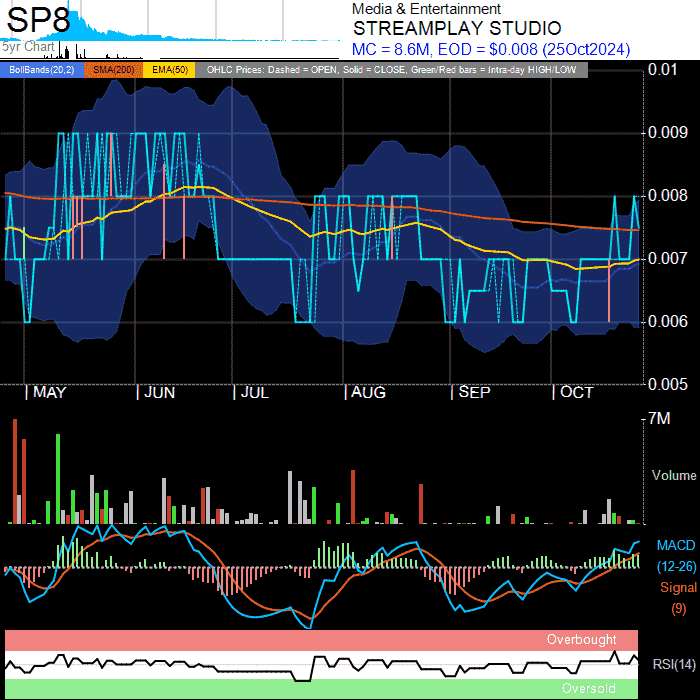 SP8
Media & Entertainment
STREAMPLAY STUDIO
5yr Chart
MC = 8.6M, EOD = $0.008 (25Oct2024)
BollBands(20,2) SMA(200) EMA(50) OHLC Prices: Dashed = OPEN, Solid = CLOSE, Green/Red bars = Intra-day HIGH/LOW
0.01
0.009
0.008
0.007
0.006
0.005
MAY JUN JUL AUG SEP OCT
7M
Volume
MACD
(12-26)
Signal
(9)
Overbought
RSI(14)
Oversold